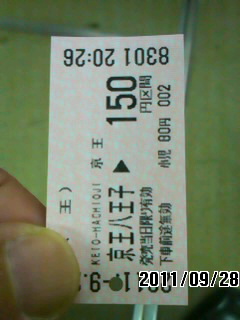 8301 20:26
王）
KEIO-HACHIOJI 京王
京王八王子 ▶ 150 円区間
発売当日限り有効 小児 80円 002
下車前途無効
2011/09/28